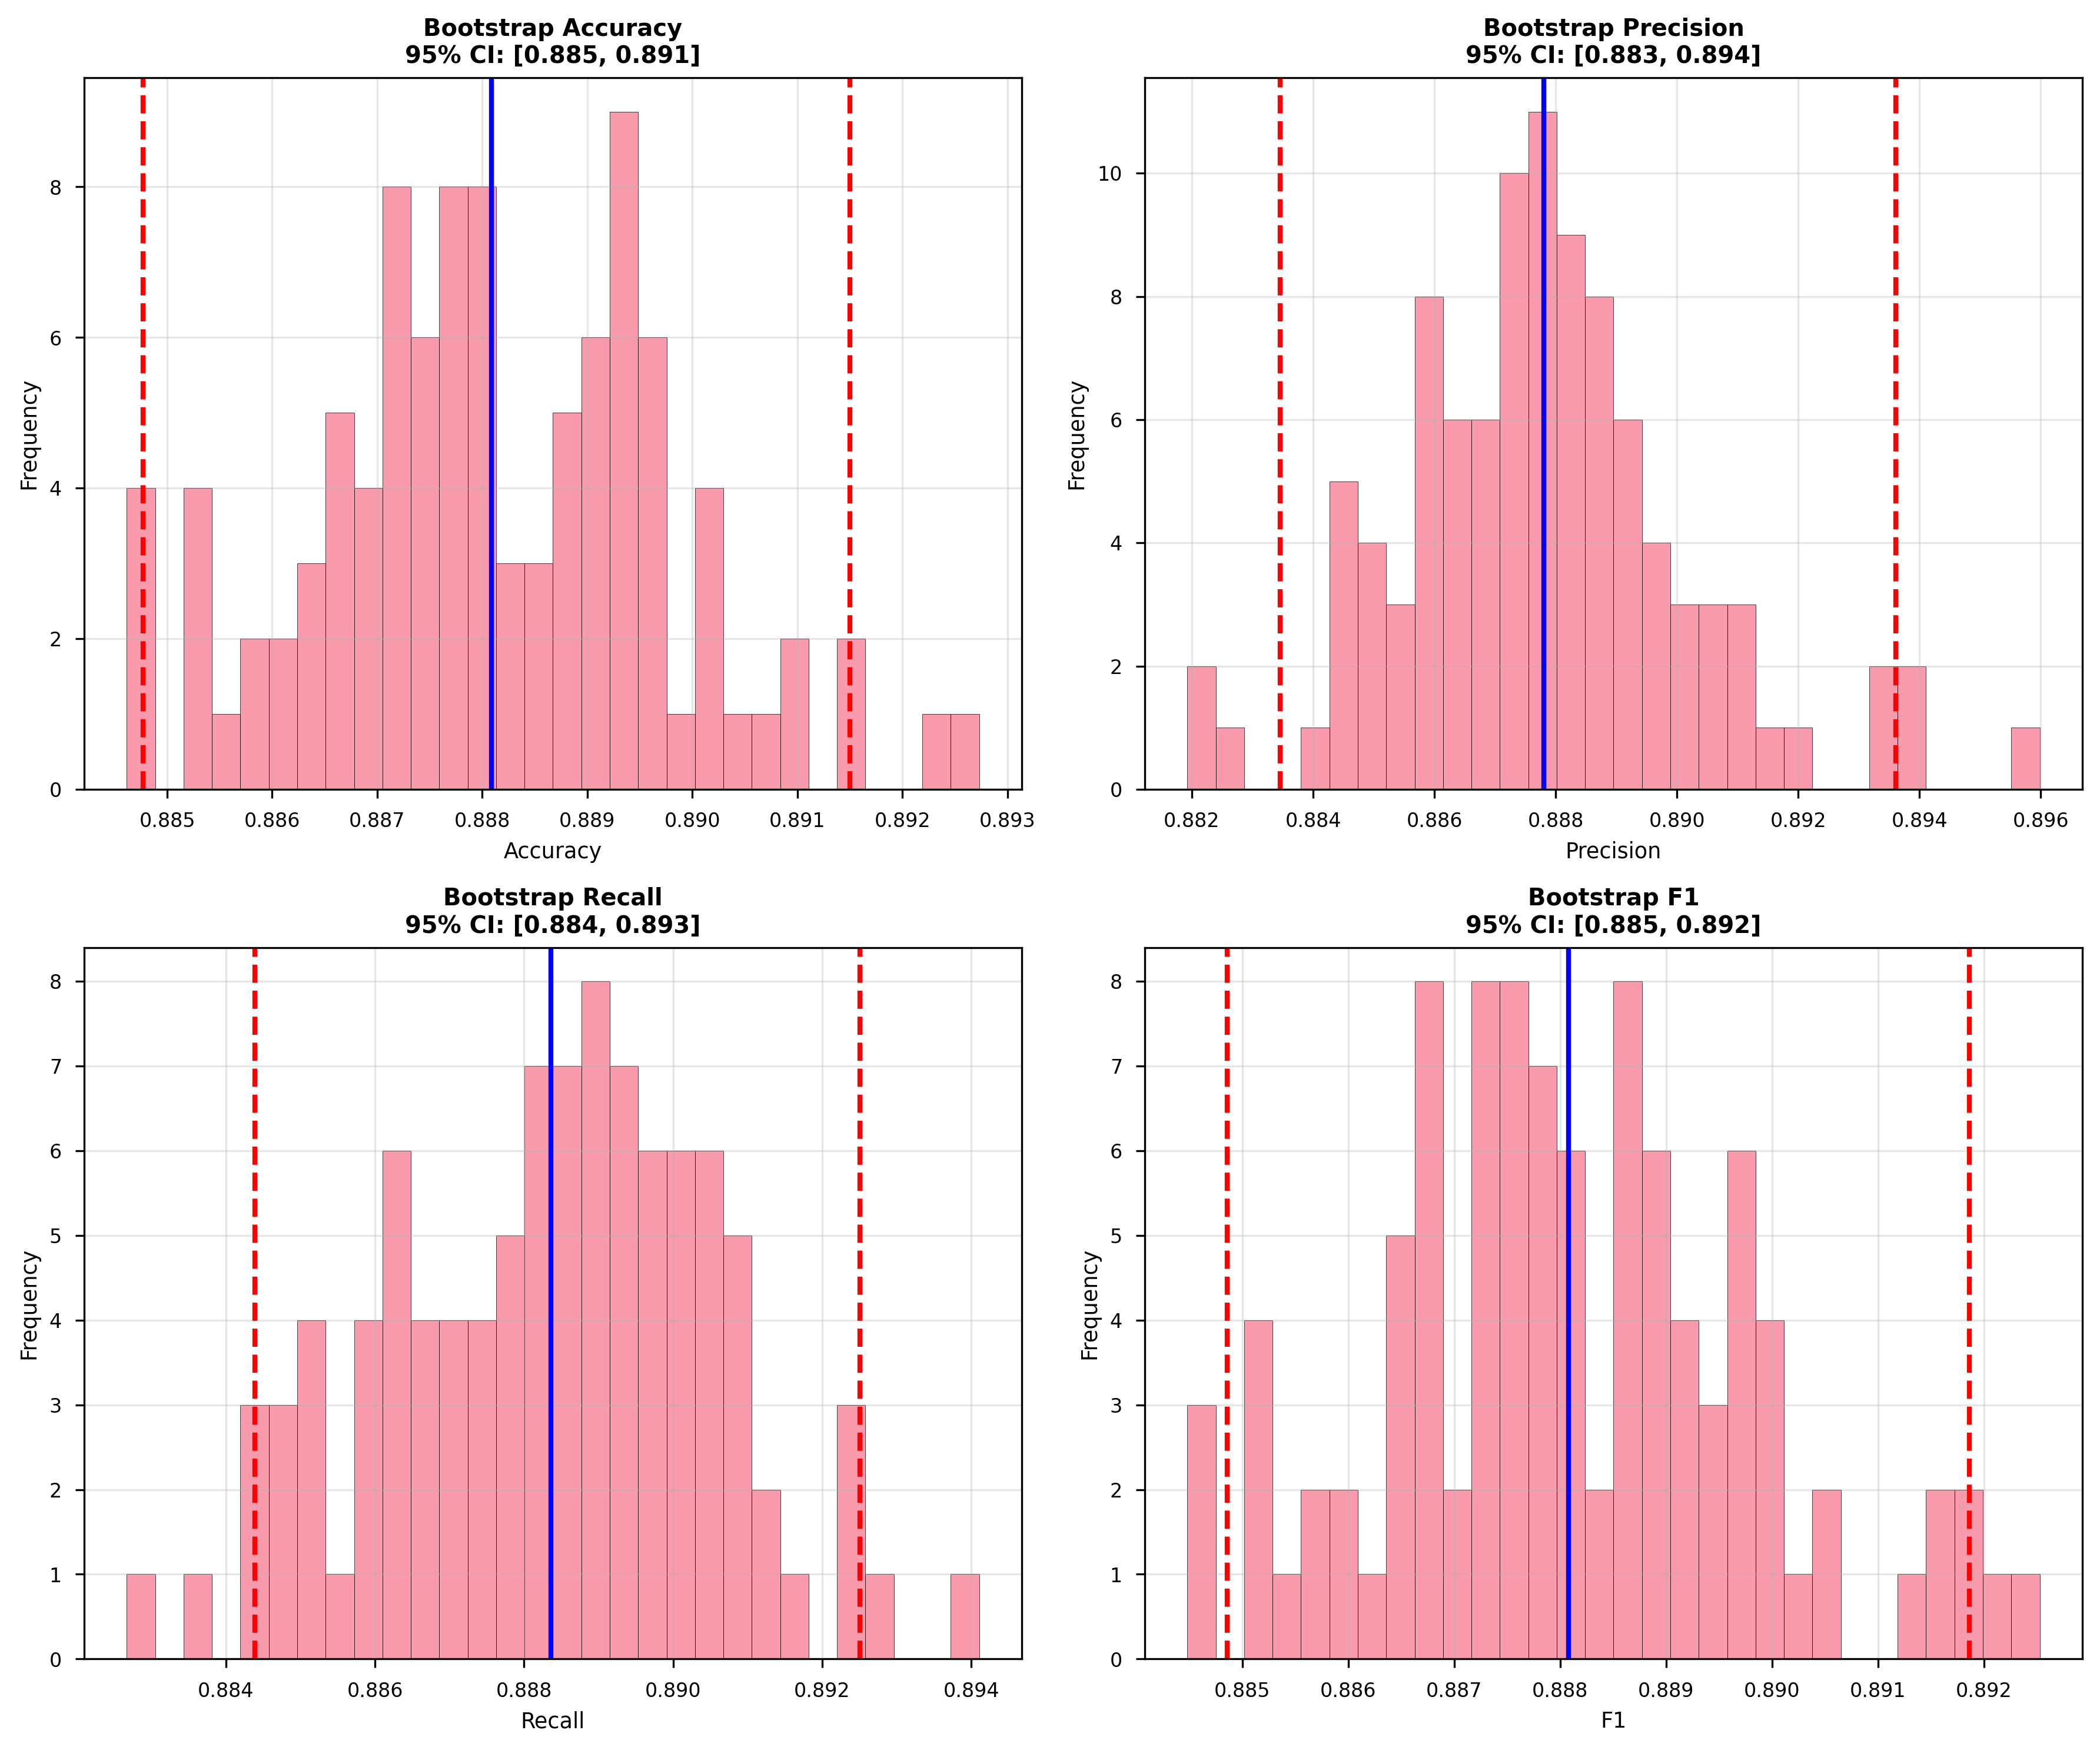 Bootstrap Accuracy
95% CI: [0.885, 0.891]
Frequency
8
6
4
2
0
0.885 0.886 0.887 0.888 0.889 0.890 0.891 0.892 0.893
Accuracy
Bootstrap Precision
95% CI: [0.883, 0.894]
Frequency
10
8
6
4
2
0
0.882 0.884 0.886 0.888 0.890 0.892 0.894 0.896
Precision
Bootstrap Recall
95% CI: [0.884, 0.893]
Frequency
8
7
6
5
4
3
2
1
0
0.884 0.886 0.888 0.890 0.892 0.894
Recall
Bootstrap F1
95% CI: [0.885, 0.892]
Frequency
8
7
6
5
4
3
2
1
0
0.885 0.886 0.887 0.888 0.889 0.890 0.891 0.892
F1